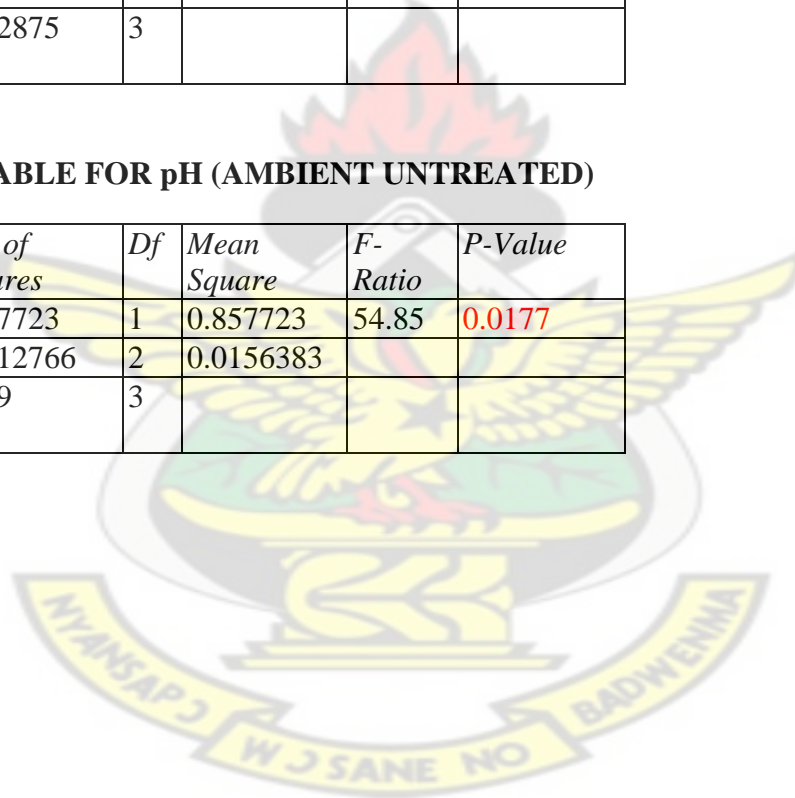 2875 3
ABLE FOR pH (AMBIENT UNTREATED)
of Df Mean F- P-Value
ares Square Ratio
7723 1 0.857723 54.85 0.0177
12766 2 0.0156383
9 3
NYANSAPƆ BADWENMA
W Ɔ SANE NO